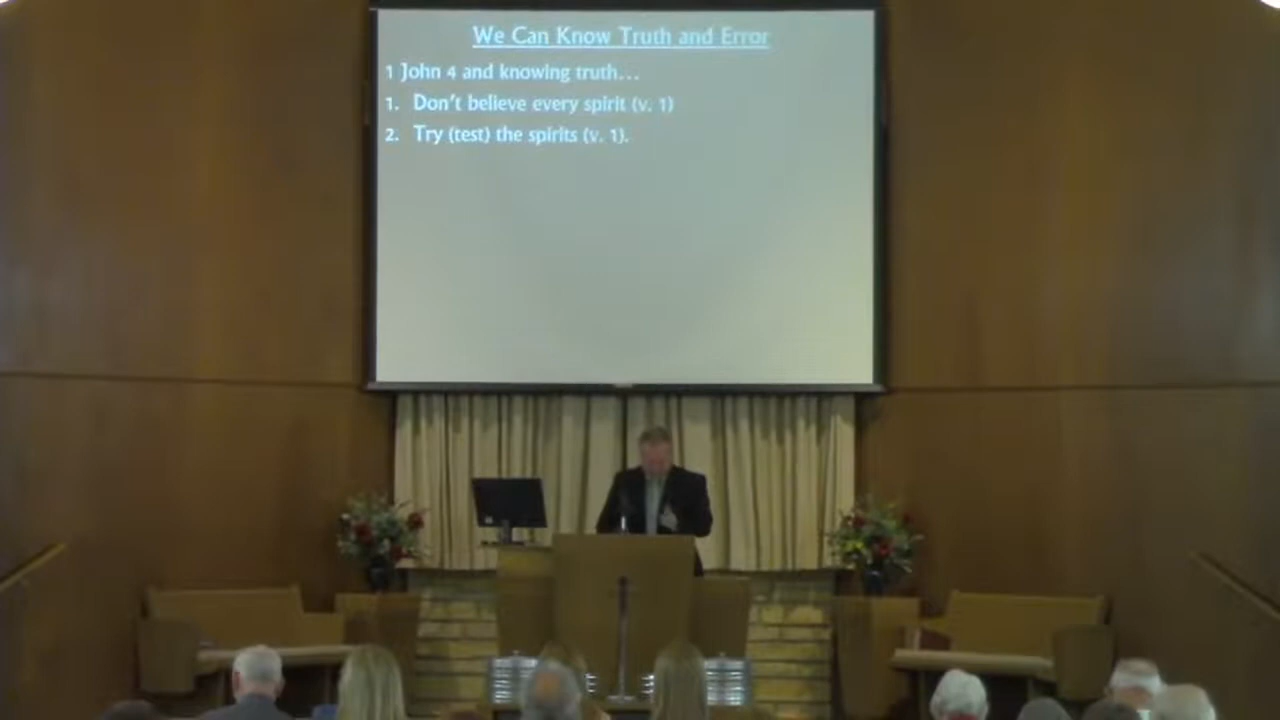 We Can Know Truth and Error
1 John 4 and knowing truth...
1. Don't believe every spirit (v. 1)
2. Try (test) the spirits (v. 1).